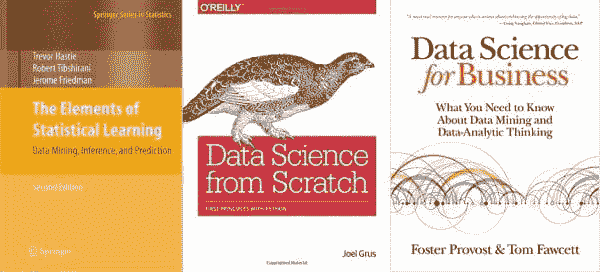 Springer Series in Statistics
Trevor Hastie
Robert Tibshirani
Jerome Friedman
The Elements of
Statistical Learning
Data Mining, Inference, and Prediction
Second Edition
Springer
O'REILLY®
Data Science
from Scratch
FIRST PRINCIPLES WITH PYTHON
Joel Grus
Data Science
for Business
What You Need to Know
About Data Mining and
Data-Analytic Thinking
Foster Provost & Tom Fawcett